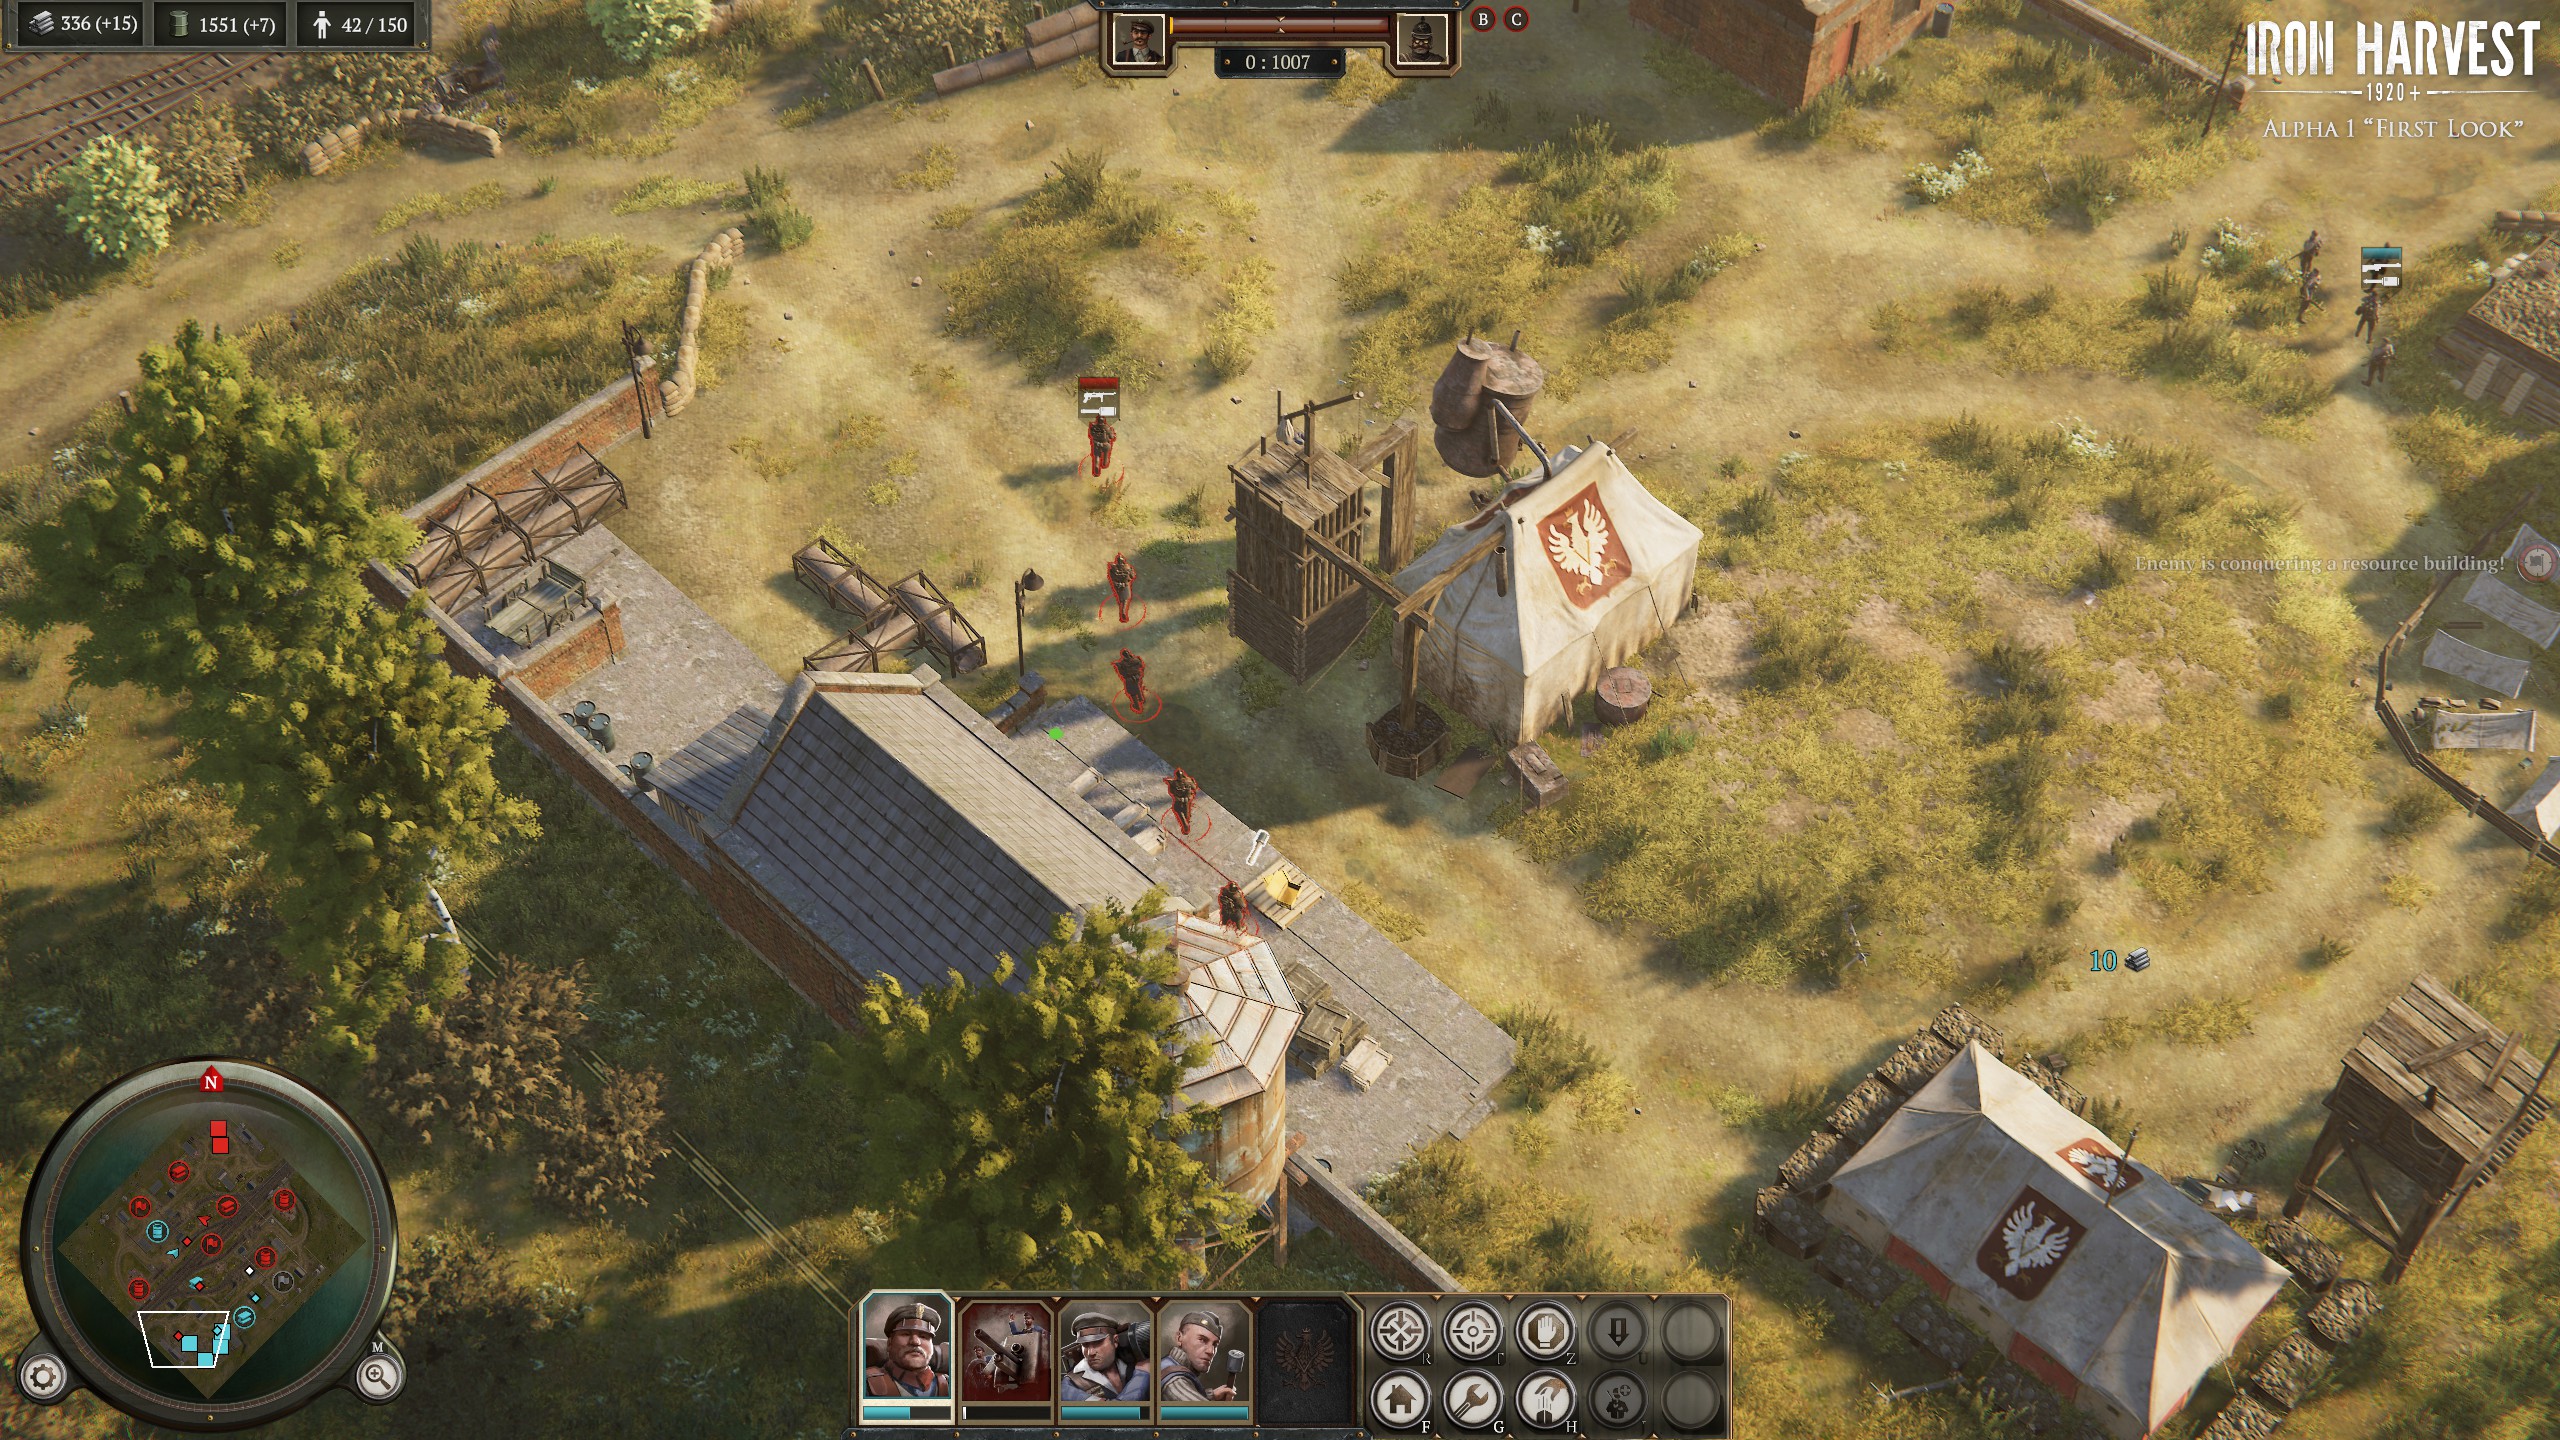 336 (+15)
1551 (+7)
42 / 150
0 : 1007
B
C
IRON HARVEST
1920+
ALPHA 1 "FIRST LOOK"
Enemy is conquering a resource building!
10
N
M
R
T
Z
U
F
G
H